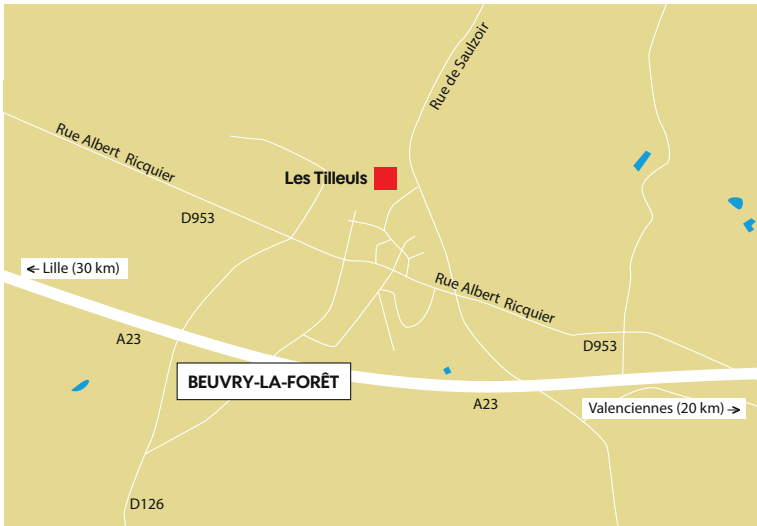 Rue de Saulzoir
Rue Albert Ricquier
Les Tilleuls
D953
← Lille (30 km)
Rue Albert Ricquier
A23
D953
BEUVRY-LA-FORÊT
A23
Valenciennes (20 km) →
D126